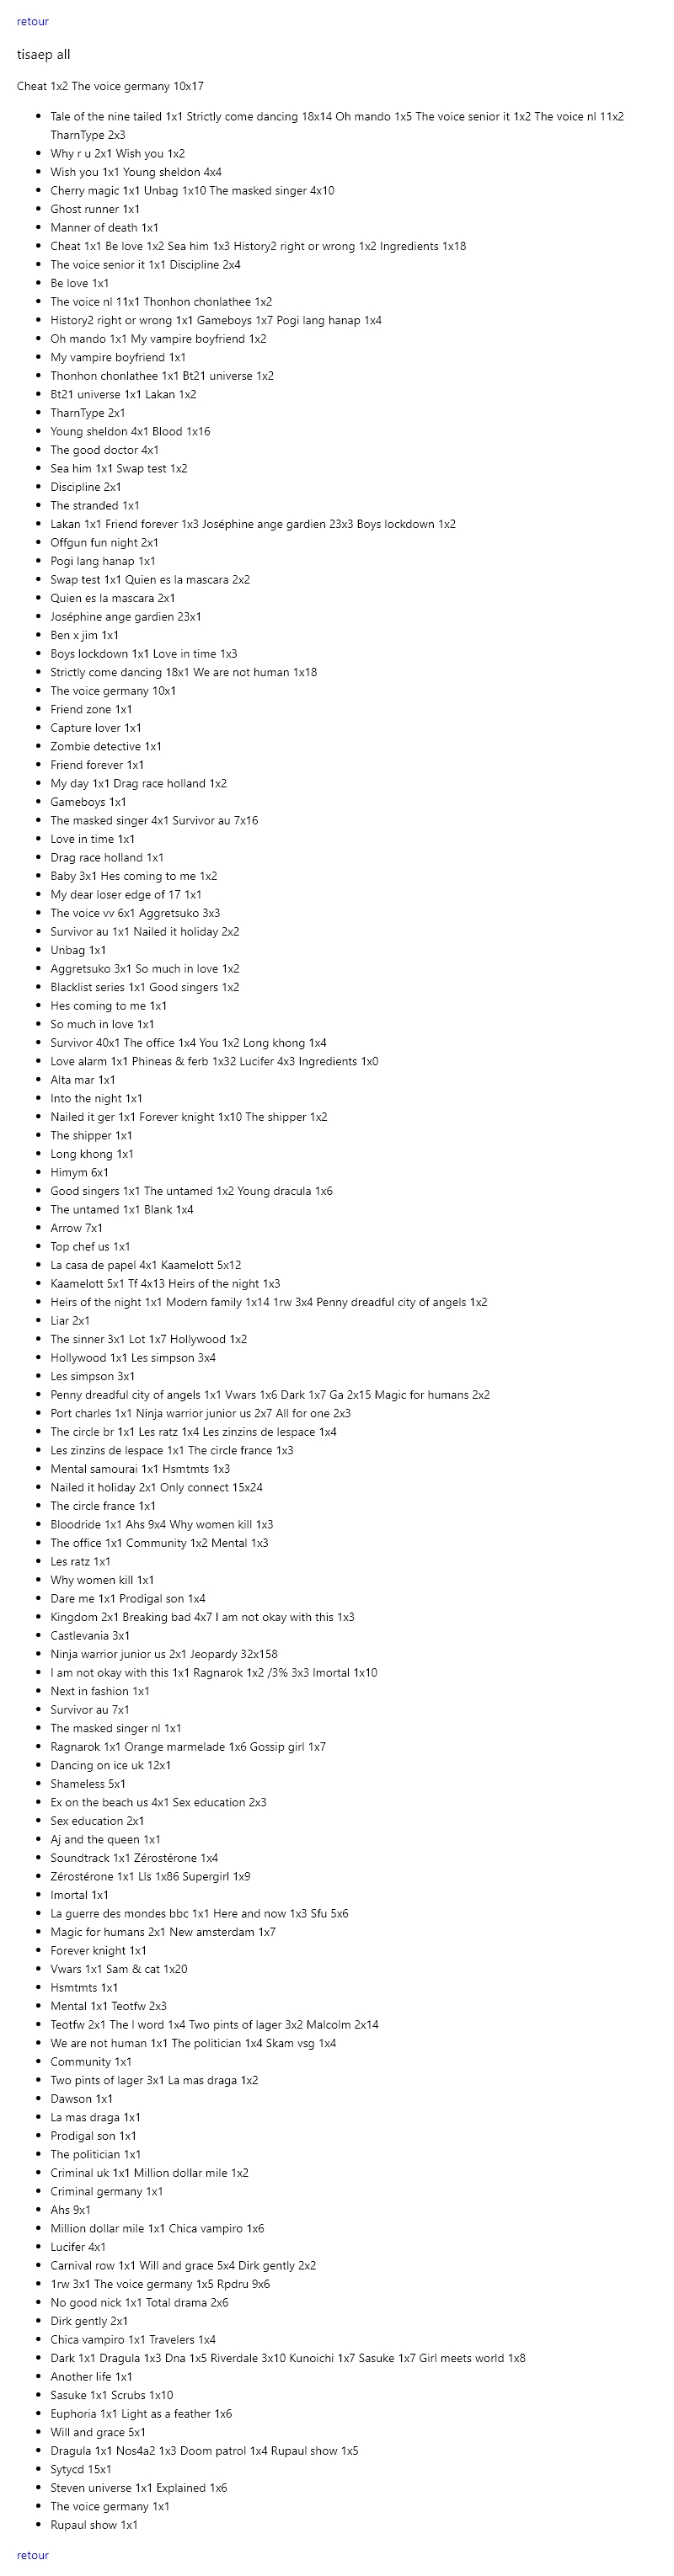 retour
tisaep all
Cheat 1x2 The voice germany 10x17
Tale of the nine tailed 1x1 Strictly come dancing 18x14 Oh mando 1x5 The voice senior it 1x2 The voice nl 11x2
TharnType 2x3
Why r u 2x1 Wish you 1x2
Wish you 1x1 Young sheldon 4x4
Cherry magic 1x1 Unbag 1x10 The masked singer 4x10
Ghost runner 1x1
Manner of death 1x1
Cheat 1x1 Be love 1x2 Sea him 1x3 History2 right or wrong 1x2 Ingredients 1x18
The voice senior it 1x1 Discipline 2x4
Be love 1x1
The voice nl 11x1 Thonhon chonlathee 1x2
History2 right or wrong 1x1 Gameboys 1x7 Pogi lang hanap 1x4
Oh mando 1x1 My vampire boyfriend 1x2
My vampire boyfriend 1x1
Thonhon chonlathee 1x1 Bt21 universe 1x2
Bt21 universe 1x1 Lakan 1x2
TharnType 2x1
Young sheldon 4x1 Blood 1x16
The good doctor 4x1
Sea him 1x1 Swap test 1x2
Discipline 2x1
The stranded 1x1
Lakan 1x1 Friend forever 1x3 Joséphine ange gardien 23x3 Boys lockdown 1x2
Offgun fun night 2x1
Pogi lang hanap 1x1
Swap test 1x1 Quien es la mascara 2x2
Quien es la mascara 2x1
Joséphine ange gardien 23x1
Ben x jim 1x1
Boys lockdown 1x1 Love in time 1x3
Strictly come dancing 18x1 We are not human 1x18
The voice germany 10x1
Friend zone 1x1
Capture lover 1x1
Zombie detective 1x1
Friend forever 1x1
My day 1x1 Drag race holland 1x2
Gameboys 1x1
The masked singer 4x1 Survivor au 7x16
Love in time 1x1
Drag race holland 1x1
Baby 3x1 Hes coming to me 1x2
My dear loser edge of 17 1x1
The voice vv 6x1 Aggretsuko 3x3
Survivor au 1x1 Nailed it holiday 2x2
Unbag 1x1
Aggretsuko 3x1 So much in love 1x2
Blacklist series 1x1 Good singers 1x2
Hes coming to me 1x1
So much in love 1x1
Survivor 40x1 The office 1x4 You 1x2 Long khong 1x4
Love alarm 1x1 Phineas & ferb 1x32 Lucifer 4x3 Ingredients 1x0
Alta mar 1x1
Into the night 1x1
Nailed it ger 1x1 Forever knight 1x10 The shipper 1x2
The shipper 1x1
Long khong 1x1
Himym 6x1
Good singers 1x1 The untamed 1x2 Young dracula 1x6
The untamed 1x1 Blank 1x4
Arrow 7x1
Top chef us 1x1
La casa de papel 4x1 Kaamelott 5x12
Kaamelott 5x1 Tf 4x13 Heirs of the night 1x3
Heirs of the night 1x1 Modern family 1x14 1rw 3x4 Penny dreadful city of angels 1x2
Liar 2x1
The sinner 3x1 Lot 1x7 Hollywood 1x2
Hollywood 1x1 Les simpson 3x4
Les simpson 3x1
Penny dreadful city of angels 1x1 Vwars 1x6 Dark 1x7 Ga 2x15 Magic for humans 2x2
Port charles 1x1 Ninja warrior junior us 2x7 All for one 2x3
The circle br 1x1 Les ratz 1x4 Les zinzins de lespace 1x4
Les zinzins de lespace 1x1 The circle france 1x3
Mental samourai 1x1 Hsmtmts 1x3
Nailed it holiday 2x1 Only connect 15x24
The circle france 1x1
Bloodride 1x1 Ahs 9x4 Why women kill 1x3
The office 1x1 Community 1x2 Mental 1x3
Les ratz 1x1
Why women kill 1x1
Dare me 1x1 Prodigal son 1x4
Kingdom 2x1 Breaking bad 4x7 I am not okay with this 1x3
Castlevania 3x1
Ninja warrior junior us 2x1 Jeopardy 32x158
I am not okay with this 1x1 Ragnarok 1x2 /3% 3x3 Imortal 1x10
Next in fashion 1x1
Survivor au 7x1
The masked singer nl 1x1
Ragnarok 1x1 Orange marmelade 1x6 Gossip girl 1x7
Dancing on ice uk 12x1
Shameless 5x1
Ex on the beach us 4x1 Sex education 2x3
Sex education 2x1
Aj and the queen 1x1
Soundtrack 1x1 Zérostérone 1x4
Zérostérone 1x1 Lls 1x86 Supergirl 1x9
Imortal 1x1
La guerre des mondes bbc 1x1 Here and now 1x3 Sfu 5x6
Magic for humans 2x1 New amsterdam 1x7
Forever knight 1x1
Vwars 1x1 Sam & cat 1x20
Hsmtmts 1x1
Mental 1x1 Teotfw 2x3
Teotfw 2x1 The l word 1x4 Two pints of lager 3x2 Malcolm 2x14
We are not human 1x1 The politician 1x4 Skam vsg 1x4
Community 1x1
Two pints of lager 3x1 La mas draga 1x2
Dawson 1x1
La mas draga 1x1
Prodigal son 1x1
The politician 1x1
Criminal uk 1x1 Million dollar mile 1x2
Criminal germany 1x1
Ahs 9x1
Million dollar mile 1x1 Chica vampiro 1x6
Lucifer 4x1
Carnival row 1x1 Will and grace 5x4 Dirk gently 2x2
1rw 3x1 The voice germany 1x5 Rpdru 9x6
No good nick 1x1 Total drama 2x6
Dirk gently 2x1
Chica vampiro 1x1 Travelers 1x4
Dark 1x1 Dragula 1x3 Dna 1x5 Riverdale 3x10 Kunoichi 1x7 Sasuke 1x7 Girl meets world 1x8
Another life 1x1
Sasuke 1x1 Scrubs 1x10
Euphoria 1x1 Light as a feather 1x6
Will and grace 5x1
Dragula 1x1 Nos4a2 1x3 Doom patrol 1x4 Rupaul show 1x5
Sytycd 15x1
Steven universe 1x1 Explained 1x6
The voice germany 1x1
Rupaul show 1x1
retour